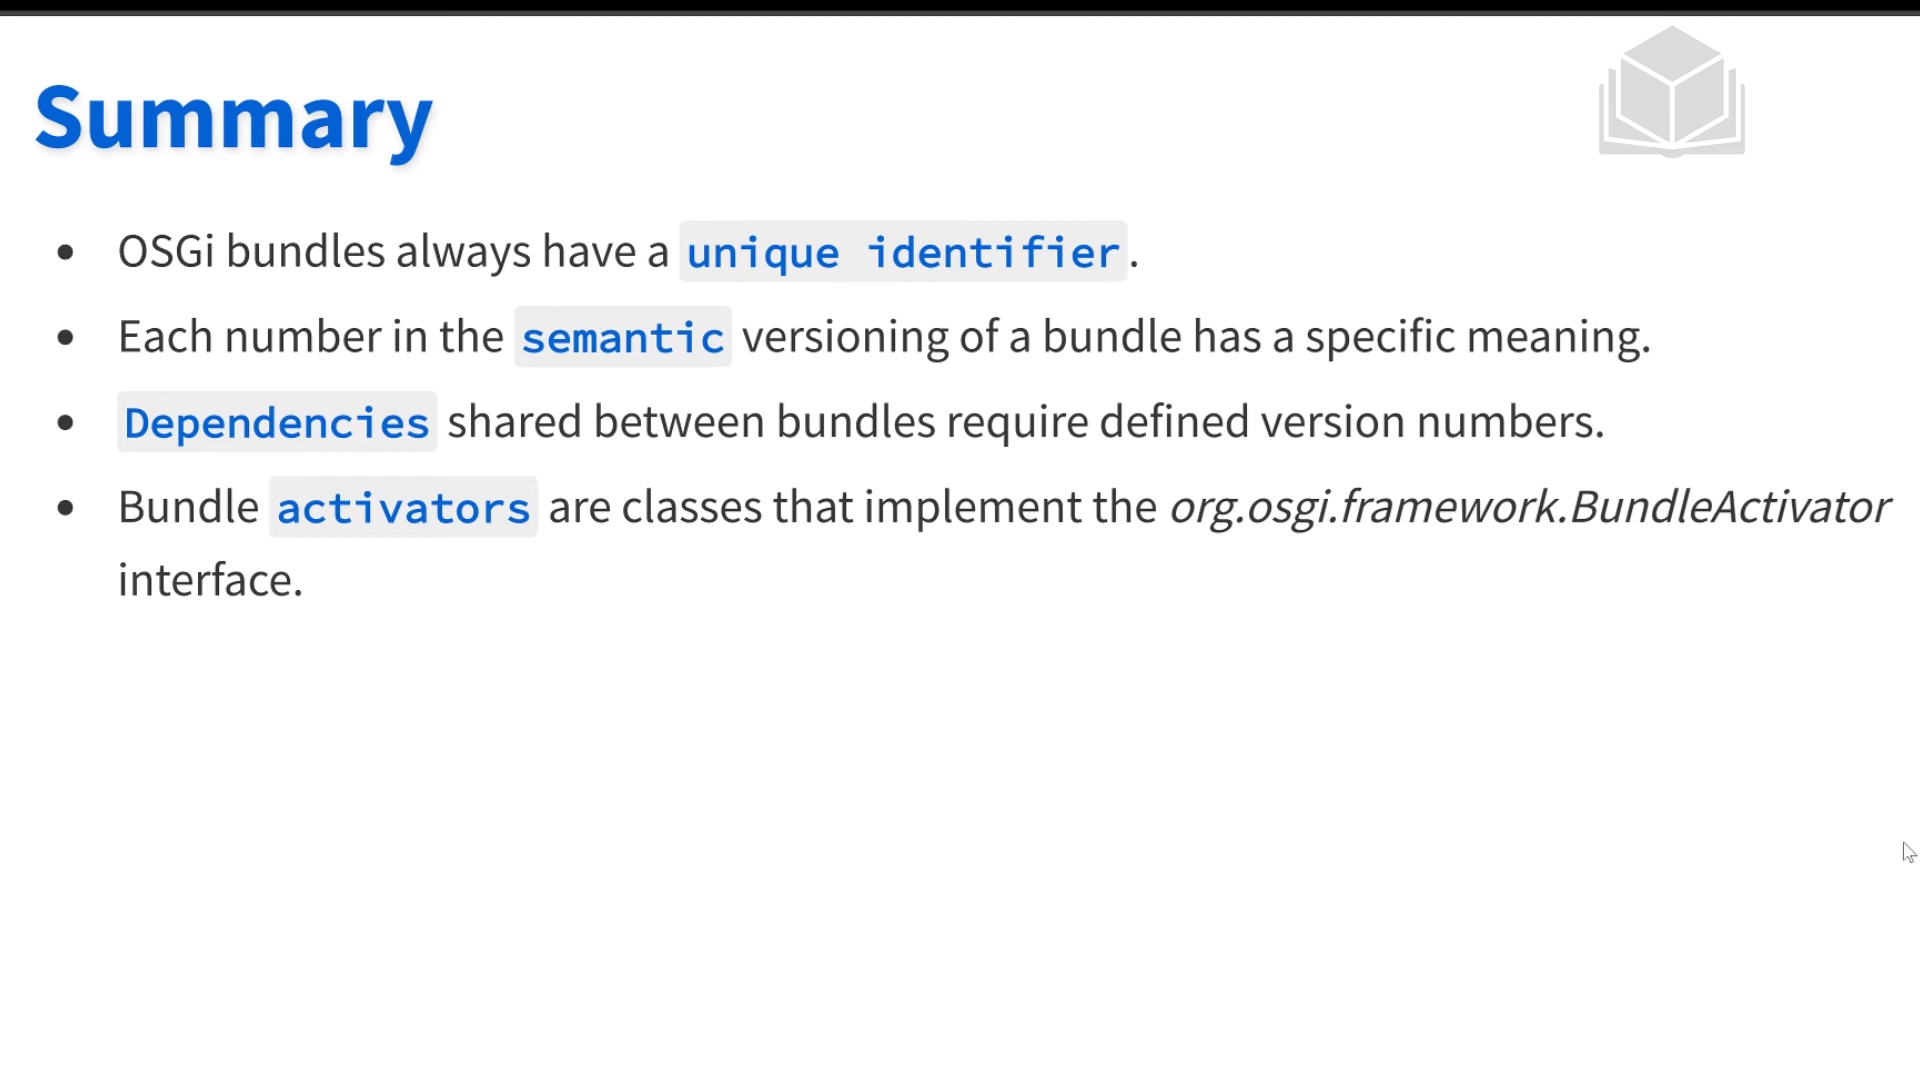 Summary
OSGi bundles always have a unique identifier.
Each number in the semantic versioning of a bundle has a specific meaning.
Dependencies shared between bundles require defined version numbers.
Bundle activators are classes that implement the org.osgi.framework.BundleActivator
interface.